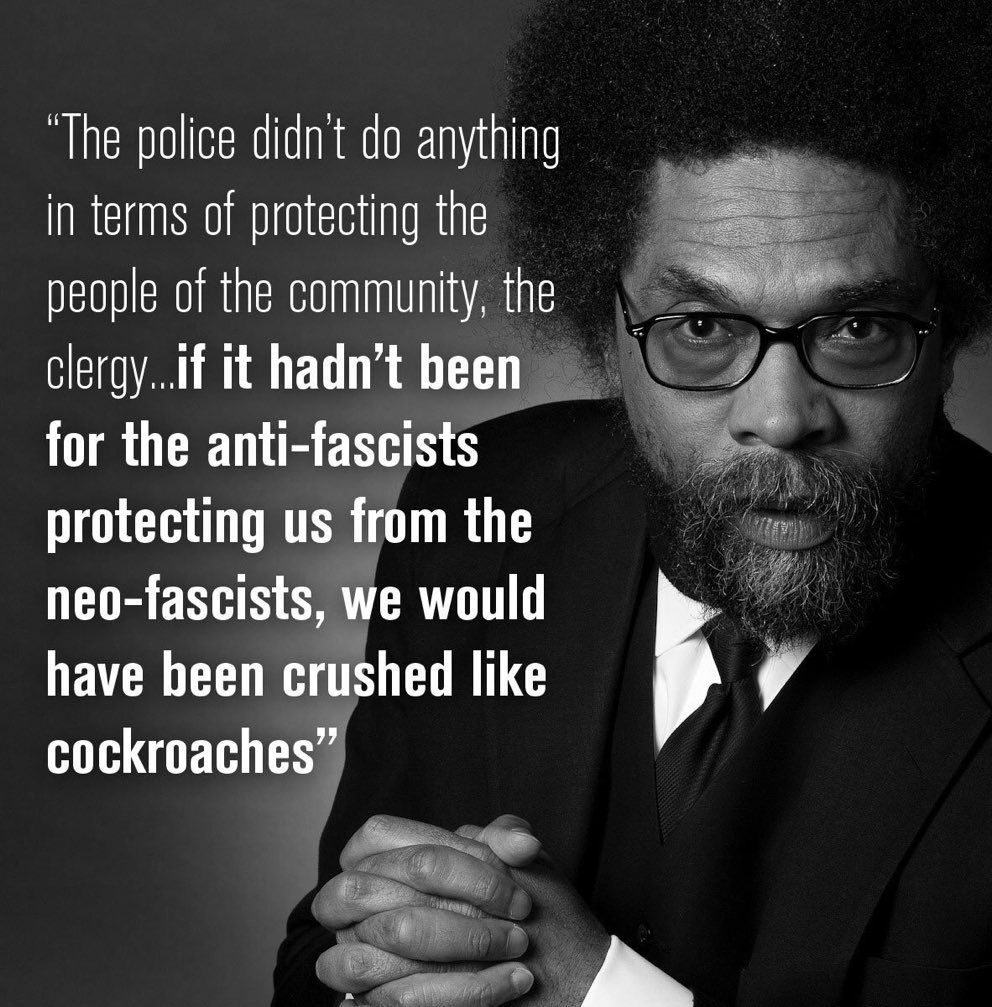 “The police didn’t do anything
in terms of protecting the
people of the community, the
clergy...if it hadn’t been
for the anti-fascists
protecting us from the
neo-fascists, we would
have been crushed like
cockroaches”